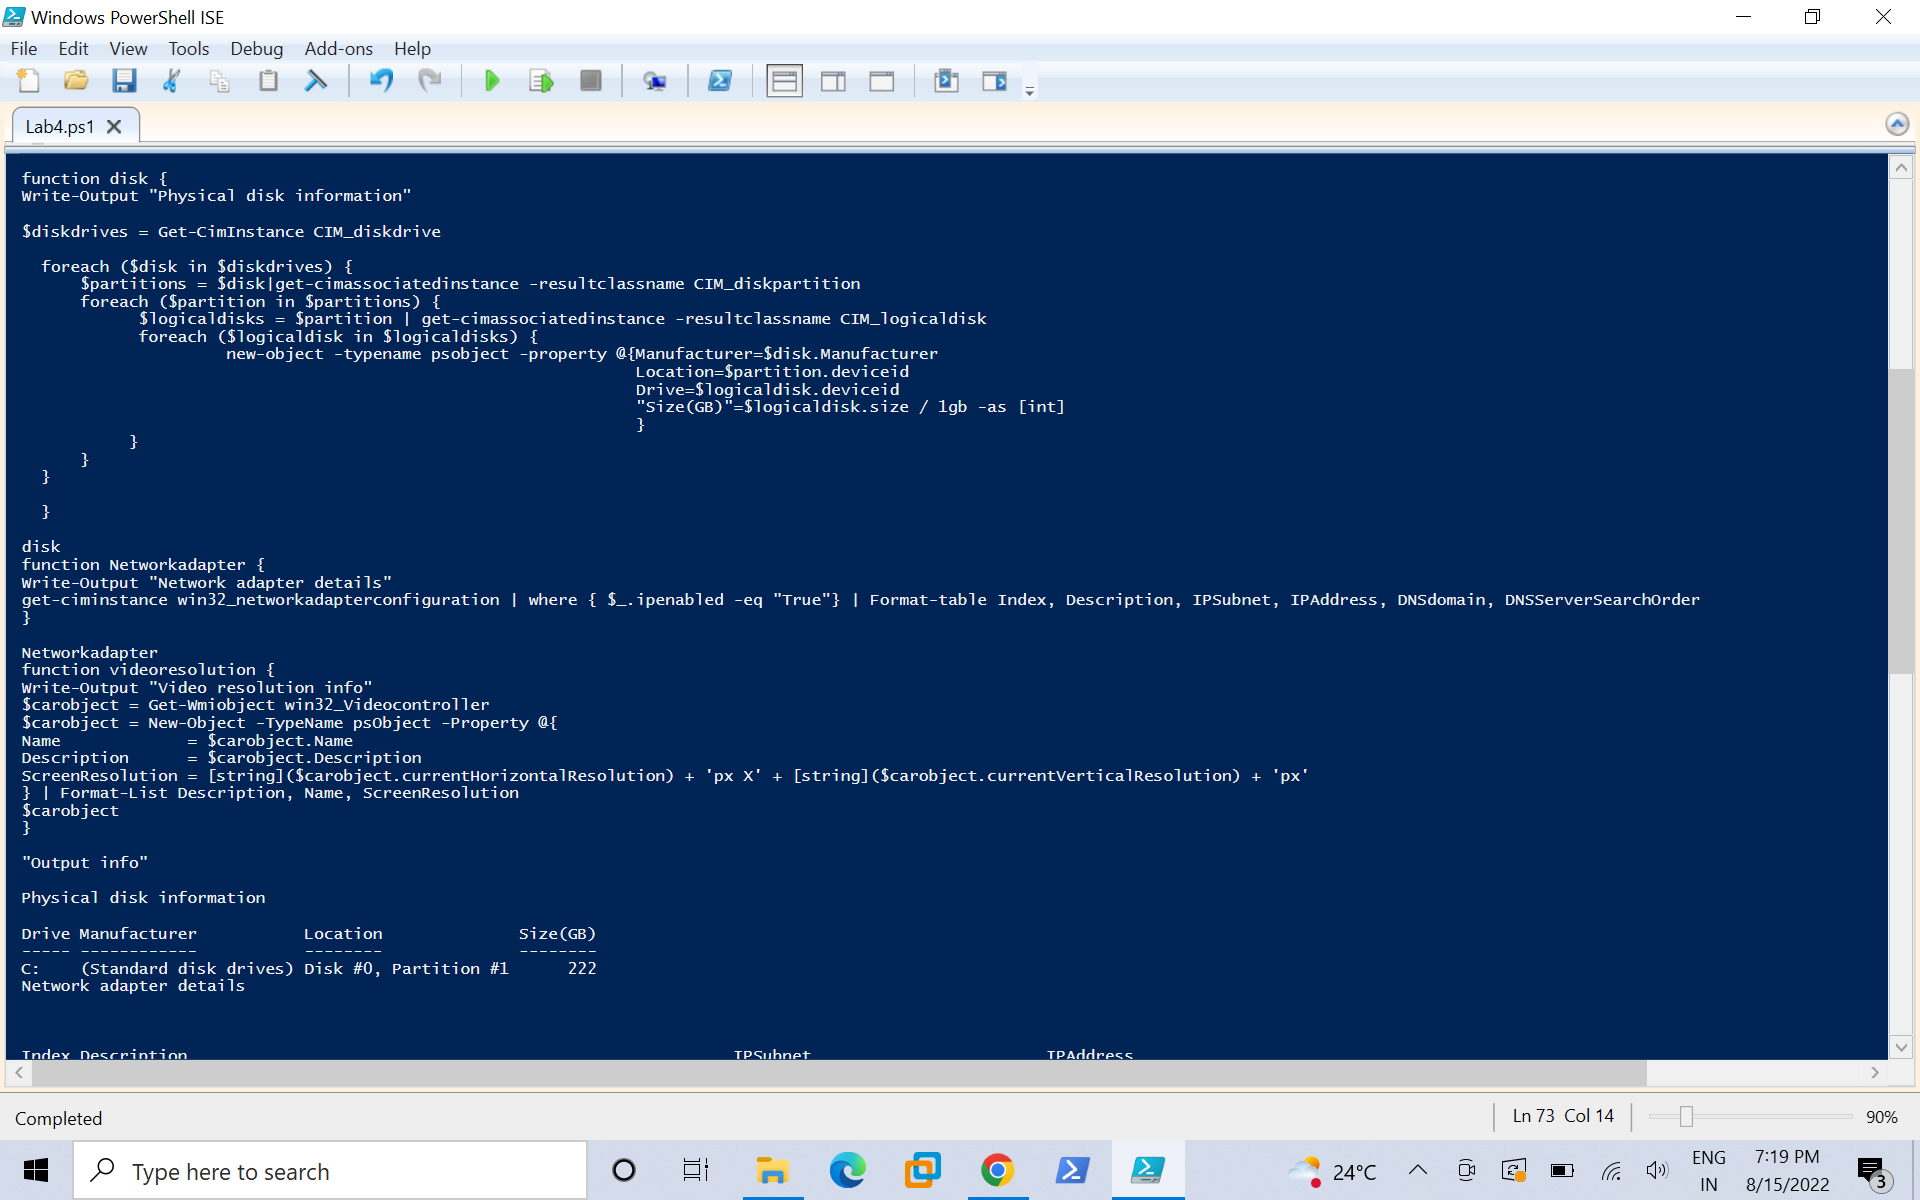 Windows PowerShell ISE
File Edit View Tools Debug Add-ons Help
Lab4.ps1
function disk {
Write-Output "Physical disk information"
$diskdrives = Get-CimInstance CIM_diskdrive
foreach ($disk in $diskdrives) {
$partitions = $disk|get-cimassociatedinstance -resultclassname CIM_diskpartition
foreach ($partition in $partitions) {
$logicaldisks = $partition | get-cimassociatedinstance -resultclassname CIM_logicaldisk
foreach ($logicaldisk in $logicaldisks) {
new-object -typename psobject -property @{Manufacturer=$disk.Manufacturer
Location=$partition.deviceid
Drive=$logicaldisk.deviceid
"Size(GB)"=$logicaldisk.size / 1gb -as [int]
}
}
}
}
}
disk
function Networkadapter {
Write-Output "Network adapter details"
get-ciminstance win32_networkadapterconfiguration | where { $_.ipenabled -eq "True"} | Format-table Index, Description, IPSubnet, IPAddress, DNSdomain, DNSServerSearchOrder
}
Networkadapter
function videoresolution {
Write-Output "Video resolution info"
$carobject = Get-Wmiobject win32_Videocontroller
$carobject = New-Object -TypeName psObject -Property @{
Name = $carobject.Name
Description = $carobject.Description
ScreenResolution = [string]($carobject.currentHorizontalResolution) + 'px X' + [string]($carobject.currentVerticalResolution) + 'px'
} | Format-List Description, Name, ScreenResolution
$carobject
}
"Output info"
Physical disk information
Drive Manufacturer Location Size(GB)
----- ------------ -------- --------
C: (Standard disk drives) Disk #0, Partition #1 222
Network adapter details
Index Description IPSubnet IPAddress
Completed Ln 73 Col 14 90%
Type here to search 24°C ENG IN 7:19 PM 8/15/2022 3